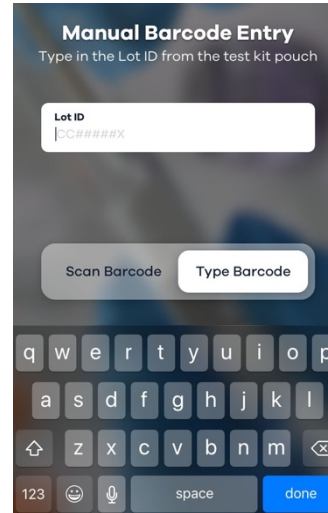 Manual Barcode Entry
Type in the Lot ID from the test kit pouch
Lot ID
CC#####X
Scan Barcode
Type Barcode
q w e r t y u i o p
a s d f g h j k l
z x c v b n m
123
space
done